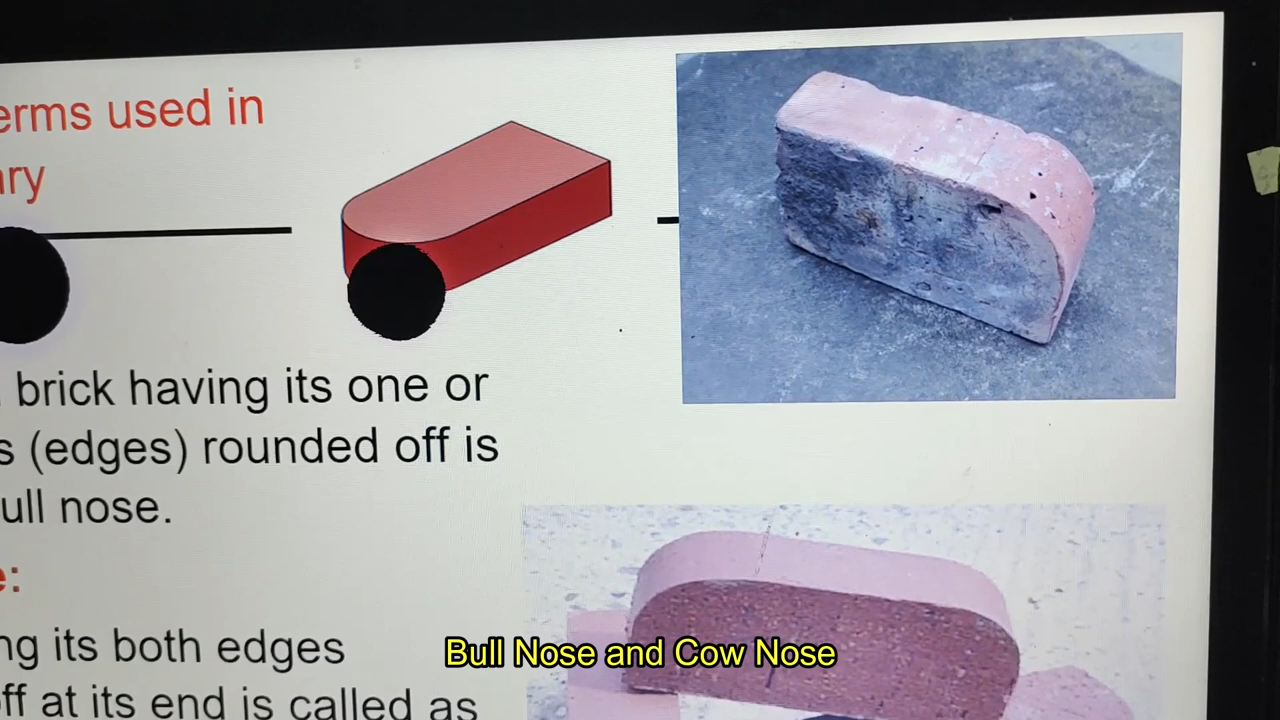 erms used in
ary
brick having its one or
s (edges) rounded off is
ull nose.
e:
ng its both edges
ff at its end is called as
Bull Nose and Cow Nose